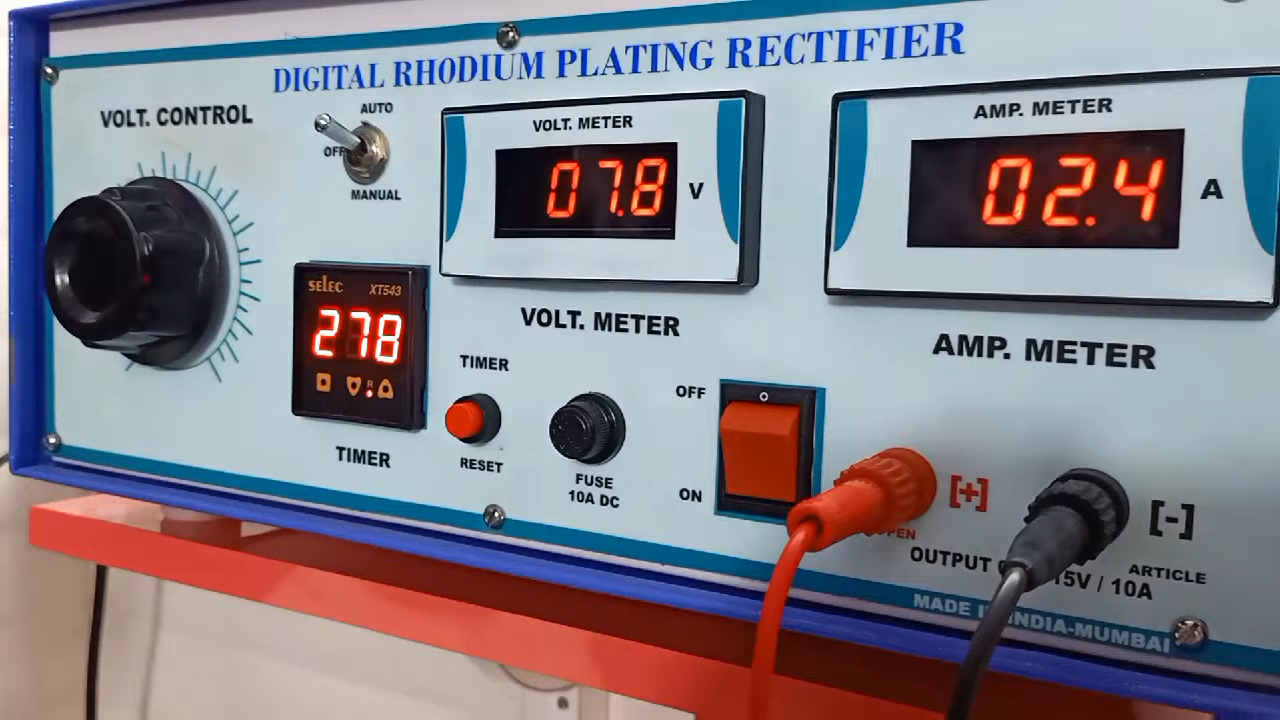 DIGITAL RHODIUM PLATING RECTIFIER
VOLT. CONTROL
AUTO
OFF
MANUAL
VOLT. METER
07.8 V
AMP. METER
02.4 A
selec XT543
278
R
TIMER
TIMER
RESET
VOLT. METER
FUSE
10A DC
AMP. METER
OFF
ON
[+]
[-]
OUTPUT 15V / 10A
ARTICLE
MADE IN INDIA-MUMBAI